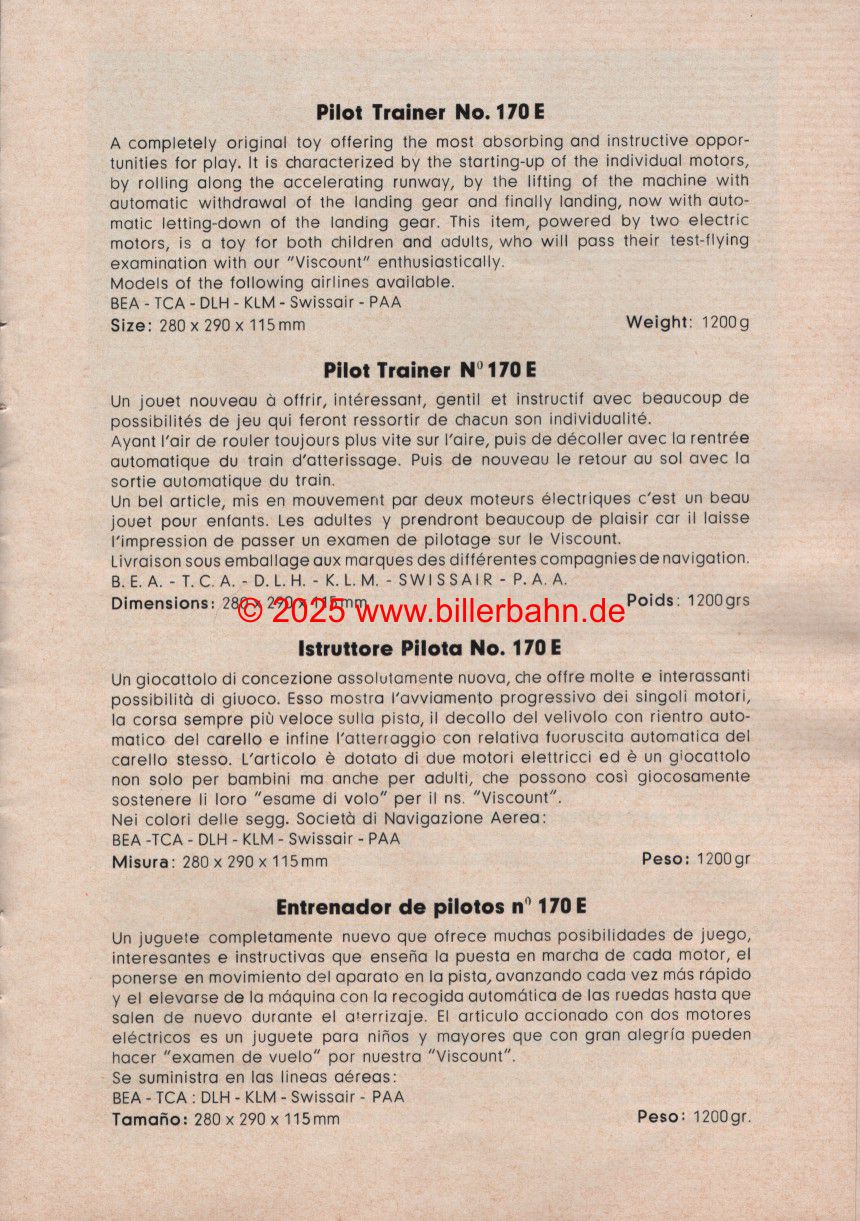 Pilot Trainer No. 170 E
A completely original toy offering the most absorbing and instructive oppor-
tunities for play. It is characterized by the starting-up of the individual motors,
by rolling along the accelerating runway, by the lifting of the machine with
automatic withdrawal of the landing gear and finally landing, now with auto-
matic letting-down of the landing gear. This item, powered by two electric
motors, is a toy for both children and adults, who will pass their test-flying
examination with our "Viscount" enthusiastically.
Models of the following airlines available.
BEA - TCA - DLH - KLM - Swissair - PAA
Size: 280 x 290 x 115 mm Weight: 1200 g
Pilot Trainer N⁰ 170 E
Un jouet nouveau à offrir, intéressant, gentil et instructif avec beaucoup de
possibilités de jeu qui feront ressortir de chacun son individualité.
Ayant l'air de rouler toujours plus vite sur l'aire, puis de décoller avec la rentrée
automatique du train d'atterissage. Puis de nouveau le retour au sol avec la
sortie automatique du train.
Un bel article, mis en mouvement par deux moteurs électriques c'est un beau
jouet pour enfants. Les adultes y prendront beaucoup de plaisir car il laisse
l'impression de passer un examen de pilotage sur le Viscount.
Livraison sous emballage aux marques des différentes compagnies de navigation.
B. E. A. - T. C. A. - D. L. H. - K. L. M. - SWISSAIR - P. A. A.
Dimensions: 280 x 290 x 115 mm Poids: 1200 grs
© 2025 www.billerbahn.de
Istruttore Pilota No. 170 E
Un giocattolo di concezione assolutamente nuova, che offre molte e interassanti
possibilità di giuoco. Esso mostra l'avviamento progressivo dei singoli motori,
la corsa sempre più veloce sulla pista, il decollo del velivolo con rientro auto-
matico del carello e infine l'atterraggio con relativa fuoruscita automatica del
carello stesso. L'articolo è dotato di due motori elettricci ed è un giocattolo
non solo per bambini ma anche per adulti, che possono così giocosamente
sostenere li loro "esame di volo" per il ns. "Viscount".
Nei colori delle segg. Società di Navigazione Aerea:
BEA -TCA - DLH - KLM - Swissair - PAA
Misura: 280 x 290 x 115 mm Peso: 1200 gr
Entrenador de pilotos n⁰ 170 E
Un juguete completamente nuevo que ofrece muchas posibilidades de juego,
interesantes e instructivas que enseña la puesta en marcha de cada motor, el
ponerse en movimiento del aparato en la pista, avanzando cada vez más rápido
y el elevarse de la máquina con la recogida automática de las ruedas hasta que
salen de nuevo durante el aterrizaje. El articulo accionado con dos motores
eléctricos es un juguete para niños y mayores que con gran alegría pueden
hacer "examen de vuelo" por nuestra "Viscount".
Se suministra en las lineas aéreas:
BEA - TCA : DLH - KLM - Swissair - PAA
Tamaño: 280 x 290 x 115 mm Peso: 1200 gr.